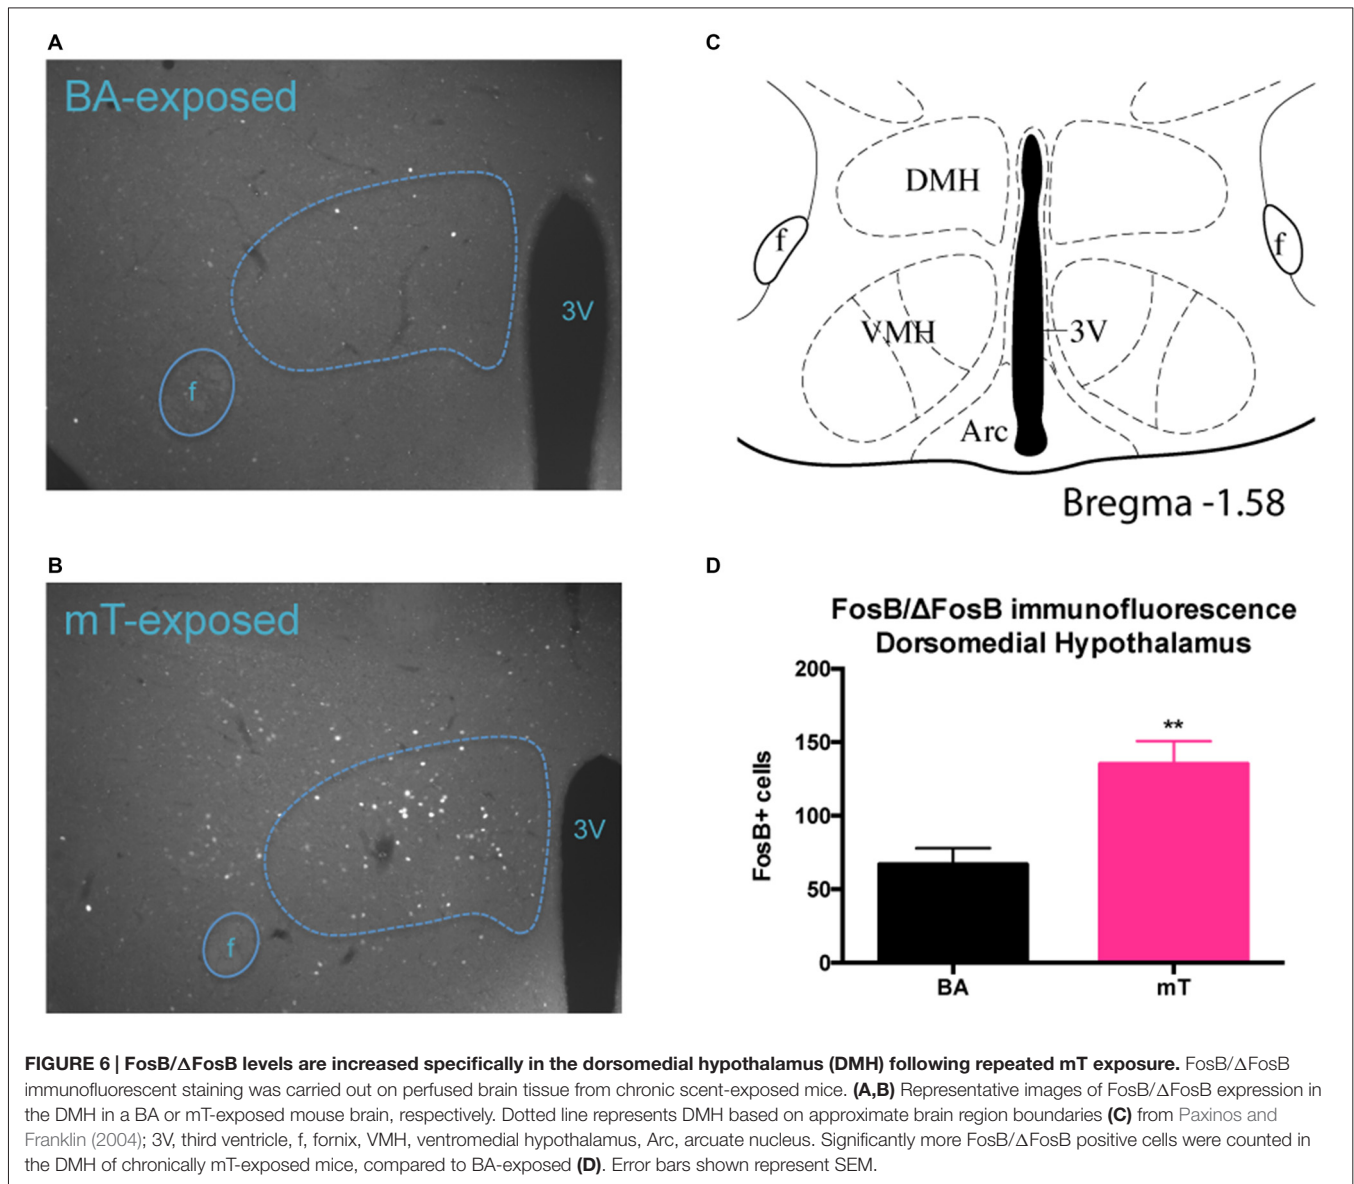 A
BA-exposed
3V
f
B
mT-exposed
3V
f
C
DMH
f
f
VMH
3V
Arc
Bregma -1.58
D
FosB/ΔFosB immunofluorescence
Dorsomedial Hypothalamus
FosB+ cells
200
150
100
50
0
**
BA
mT
FIGURE 6 | FosB/ΔFosB levels are increased specifically in the dorsomedial hypothalamus (DMH) following repeated mT exposure. FosB/ΔFosB
immunofluorescent staining was carried out on perfused brain tissue from chronic scent-exposed mice. (A,B) Representative images of FosB/ΔFosB expression in
the DMH in a BA or mT-exposed mouse brain, respectively. Dotted line represents DMH based on approximate brain region boundaries (C) from Paxinos and
Franklin (2004); 3V, third ventricle, f, fornix, VMH, ventromedial hypothalamus, Arc, arcuate nucleus. Significantly more FosB/ΔFosB positive cells were counted in
the DMH of chronically mT-exposed mice, compared to BA-exposed (D). Error bars shown represent SEM.